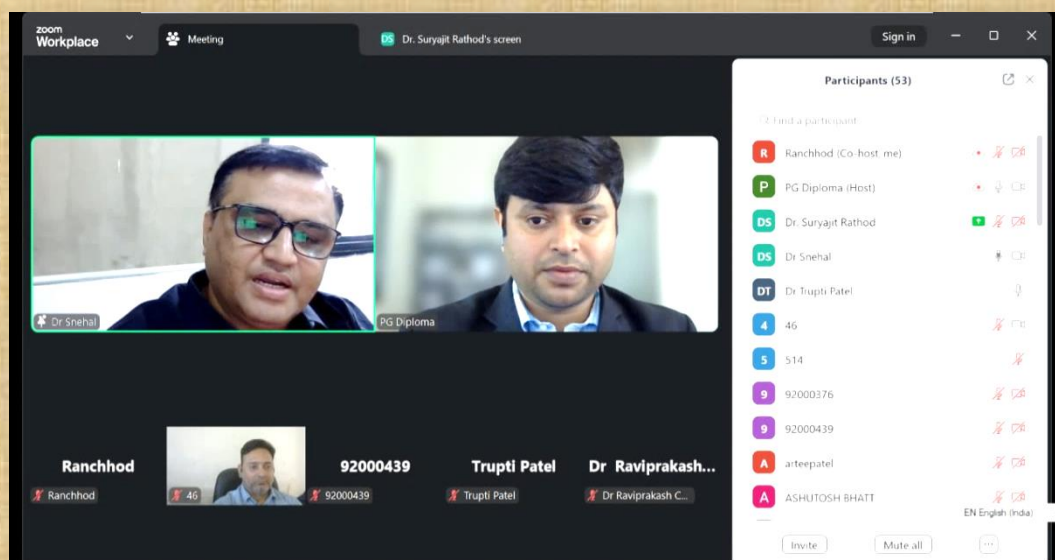 zoom
Workplace
Meeting
DS Dr. Suryajit Rathod's screen
Sign in
Dr Snehal
PG Diploma
Ranchhod
92000439
Trupti Patel
Dr Raviprakash...
Ranchhod
46
92000439
Trupti Patel
Dr Raviprakash C...
Participants (53)
Find a participant
R Ranchhod (Co-host, me)
P PG Diploma (Host)
DS Dr. Suryajit Rathod
DS Dr Snehal
DT Dr Trupti Patel
4 46
5 514
9 92000376
9 92000439
A arteepatel
A ASHUTOSH BHATT
EN English (India)
Invite
Mute all